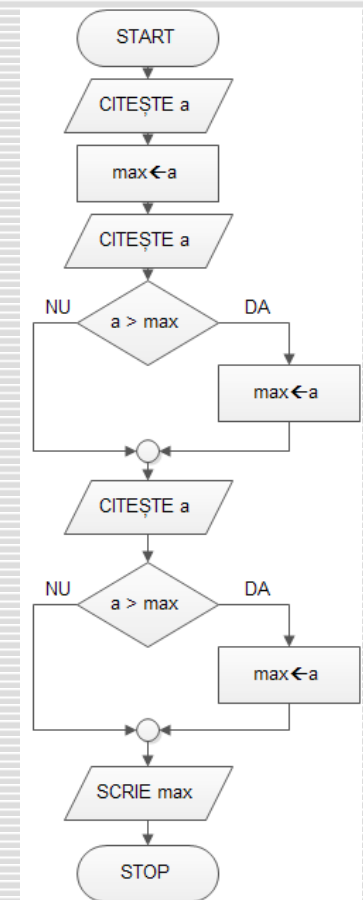 START
CITEȘTE a
max←a
CITEȘTE a
NU
a > max
DA
max←a
CITEȘTE a
NU
a > max
DA
max←a
SCRIE max
STOP